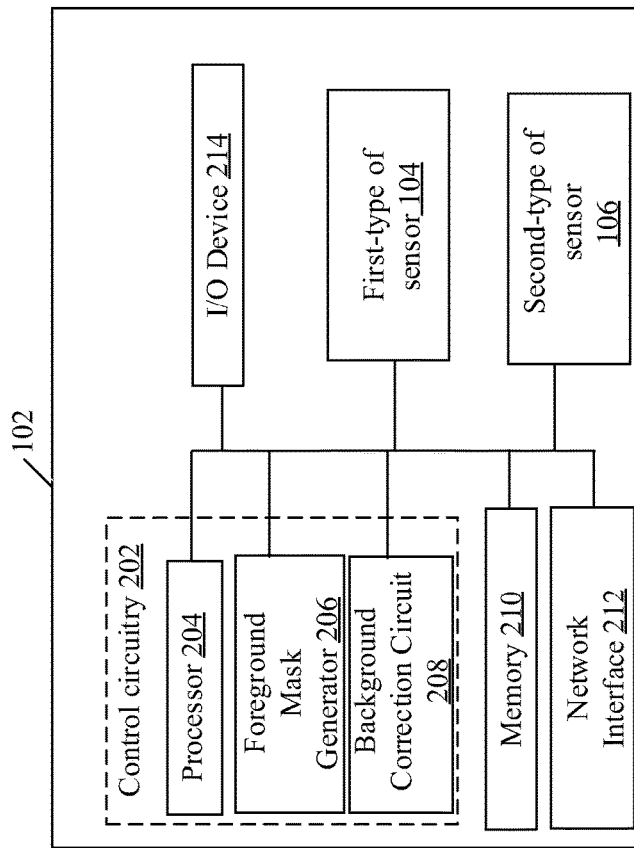 102
Control circuitry 202
Processor 204
Foreground
Mask
Generator 206
Background
Correction Circuit
208
Memory 210
Network
Interface 212
I/O Device 214
First-type of
sensor 104
Second-type of
sensor
106